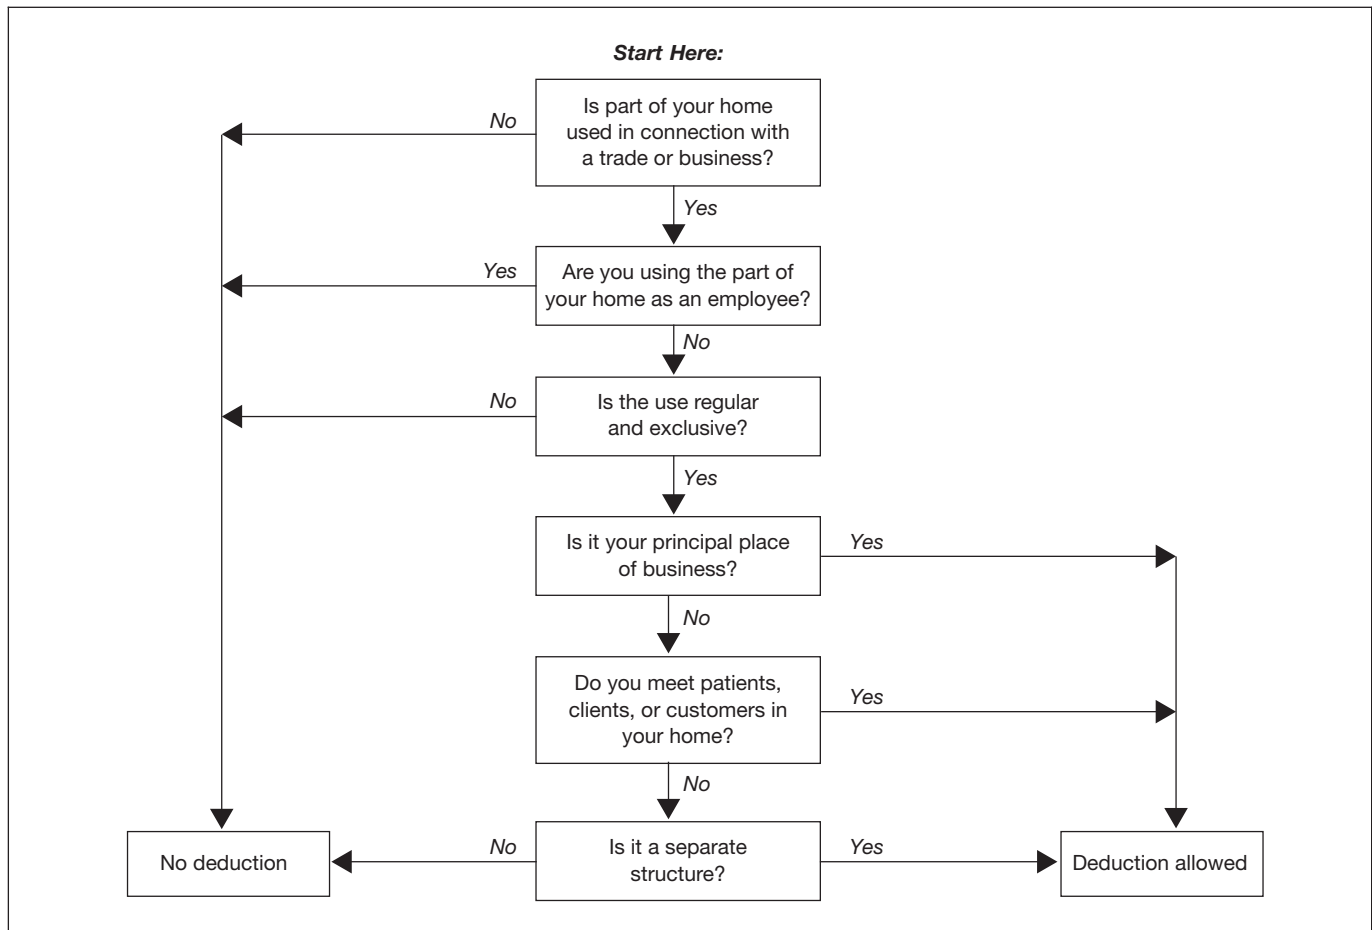 Start Here:
Is part of your home
used in connection with
a trade or business?
No
Yes
Are you using the part of
your home as an employee?
Yes
No
Is the use regular
and exclusive?
No
Yes
Is it your principal place
of business?
Yes
No
Do you meet patients,
clients, or customers in
your home?
Yes
No
Is it a separate
structure?
No
Yes
No deduction
Deduction allowed